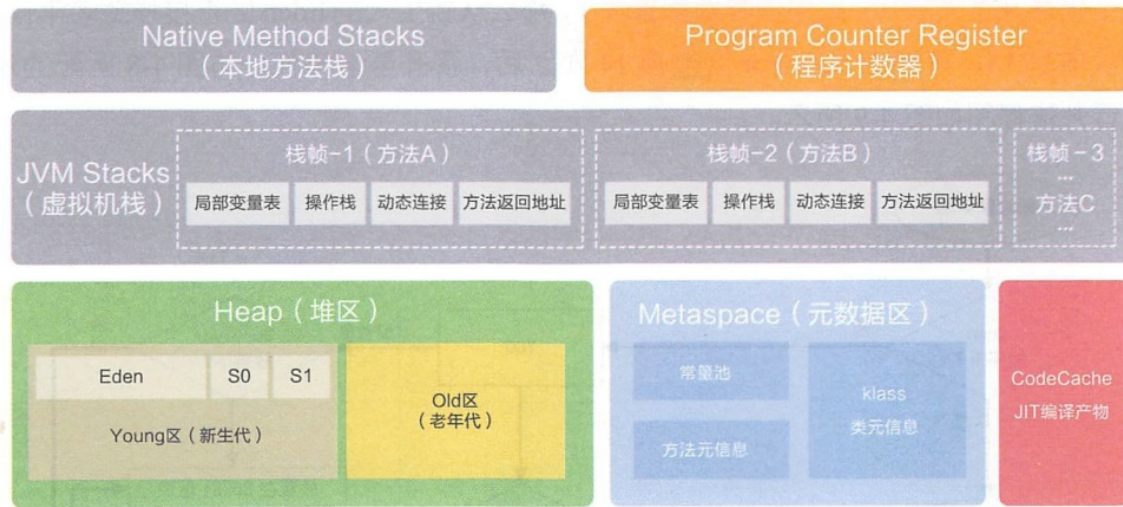 Native Method Stacks
（本地方法栈）
Program Counter Register
（程序计数器）
JVM Stacks
（虚拟机栈）
栈帧-1（方法A）
局部变量表
操作栈
动态连接
方法返回地址
栈帧-2（方法B）
局部变量表
操作栈
动态连接
方法返回地址
栈帧-3
...
方法C
...
Heap（堆区）
Eden
S0
S1
Young区（新生代）
Old区
（老年代）
Metaspace（元数据区）
常量池
方法元信息
klass
类元信息
CodeCache
JIT编译产物